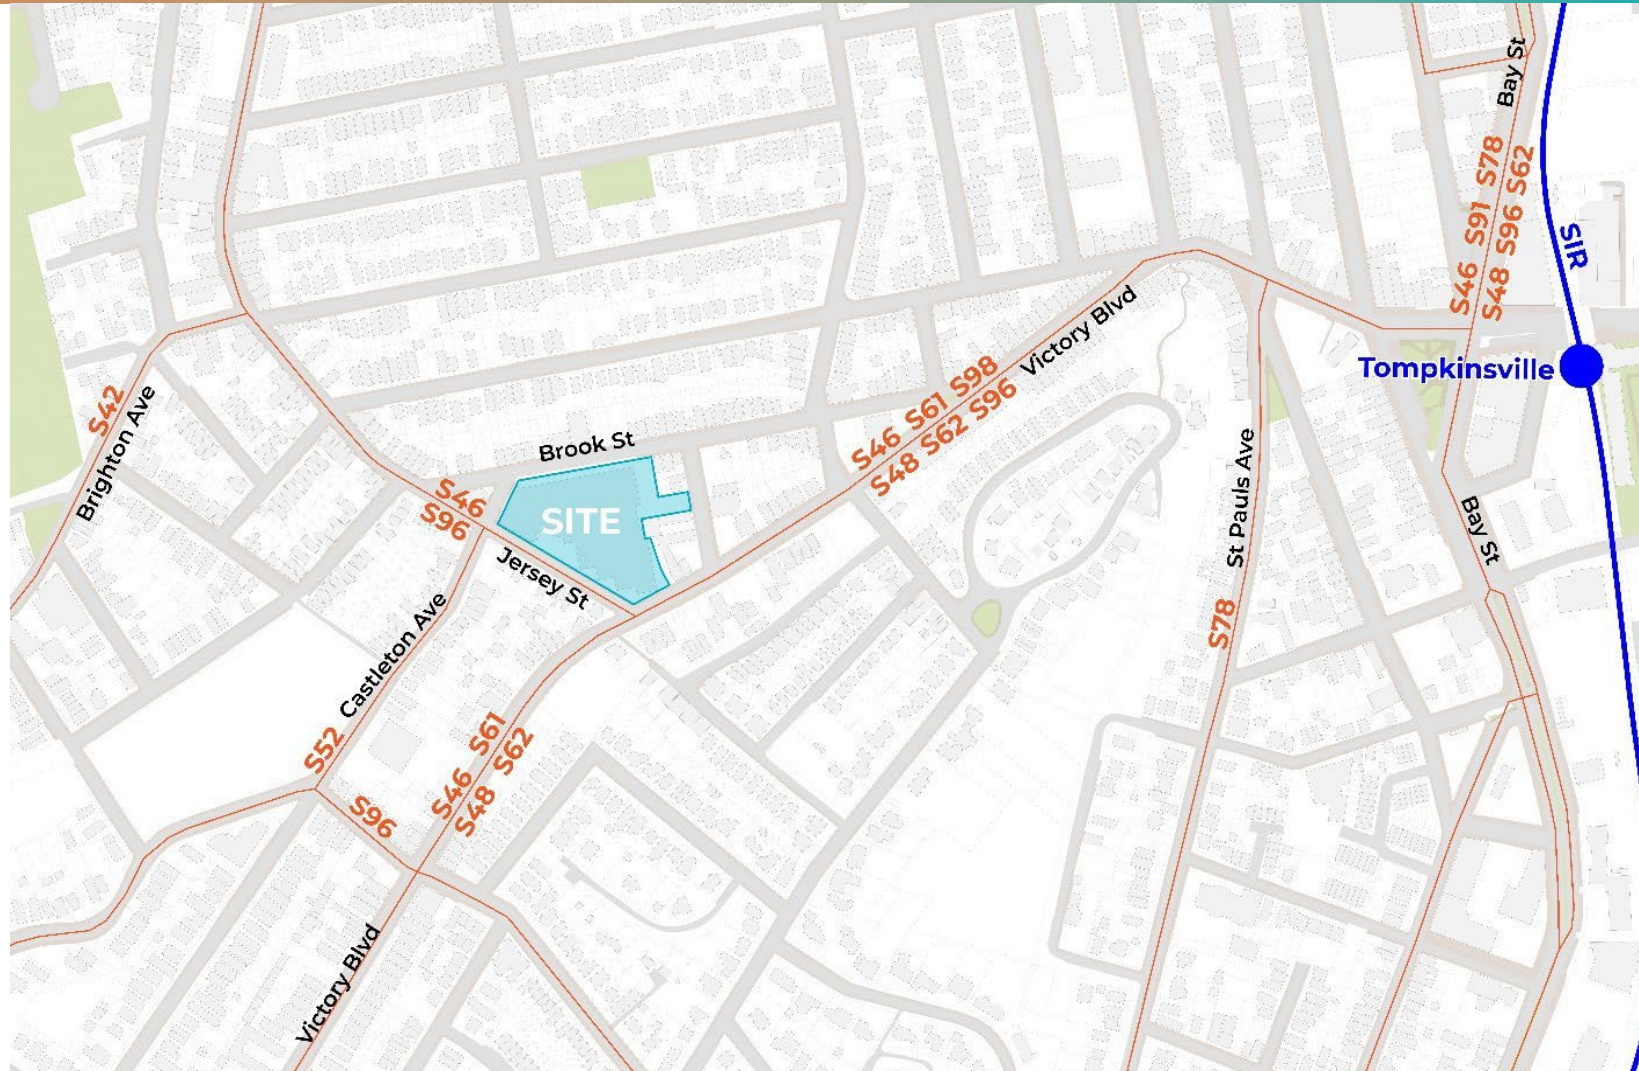 Bay St
S91 S78
S46
S62
S96
S48
SIR
Tompkinsville
Victory Blvd
S46 S61 S98
S48 S62 S96
S42
Brighton Ave
Brook St
S46
S96
SITE
Jersey St
St Pauls Ave
Bay St
S78
Castleton Ave
S52
S46 S61
S48 S62
S96
Victory Blvd